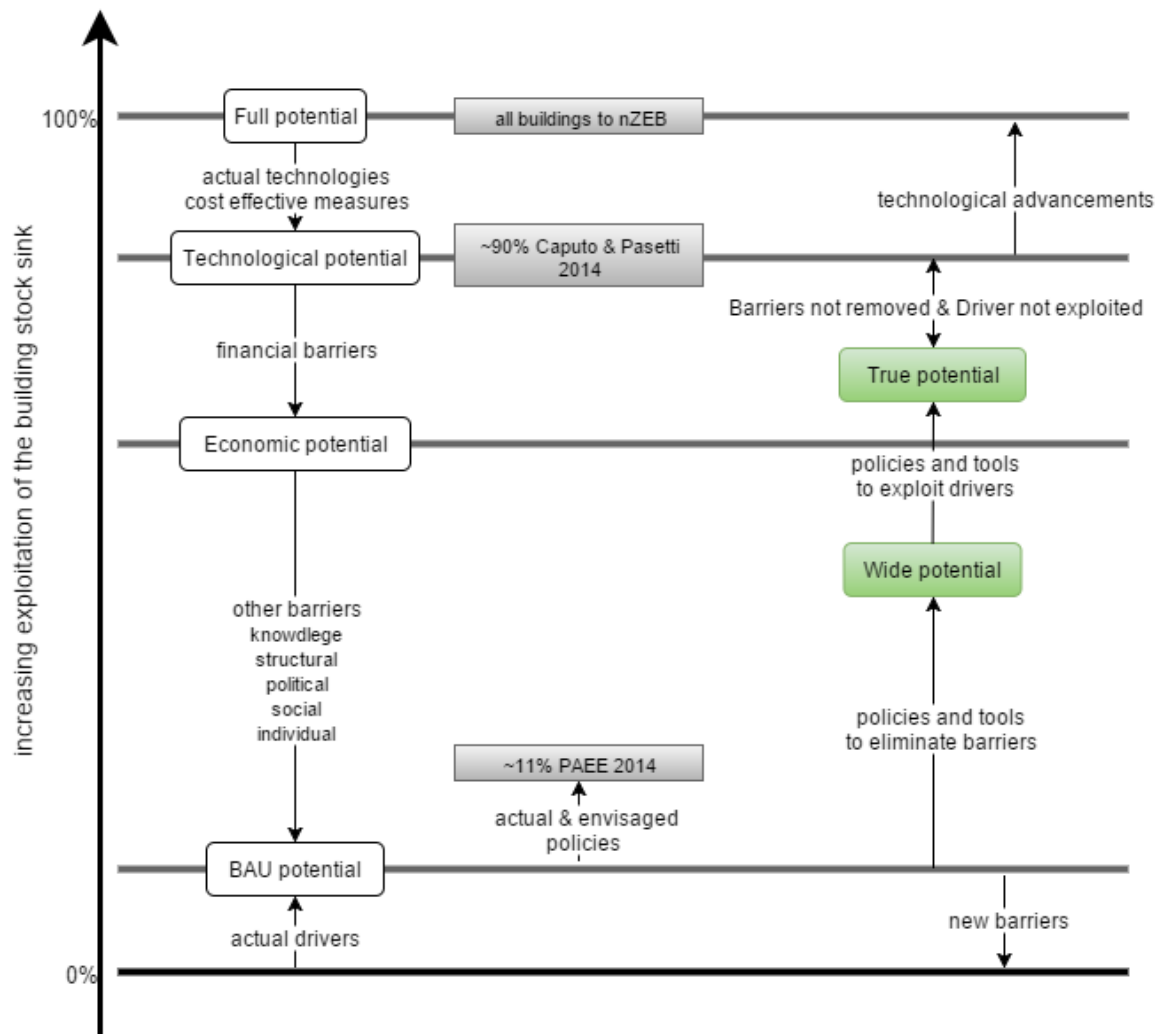 100%
Full potential
all buildings to nZEB
actual technologies
cost effective measures
technological advancements
Technological potential
~90% Caputo & Pasetti
2014
Barriers not removed & Driver not exploited
financial barriers
True potential
Economic potential
policies and tools
to exploit drivers
Wide potential
increasing exploitation of the building stock sink
other barriers
knowdlege
structural
political
social
individual
policies and tools
to eliminate barriers
~11% PAEE 2014
actual & envisaged
policies
BAU potential
new barriers
actual drivers
0%